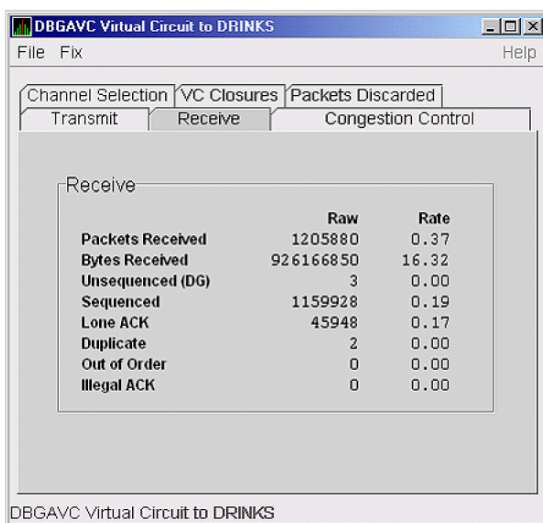 DBGAVC Virtual Circuit to DRINKS
File Fix Help
Channel Selection VC Closures Packets Discarded
Transmit Receive Congestion Control
Receive
Raw Rate
Packets Received 1205880 0.37
Bytes Received 926166850 16.32
Unsequenced (DG) 3 0.00
Sequenced 1159928 0.19
Lone ACK 45948 0.17
Duplicate 2 0.00
Out of Order 0 0.00
Illegal ACK 0 0.00
DBGAVC Virtual Circuit to DRINKS